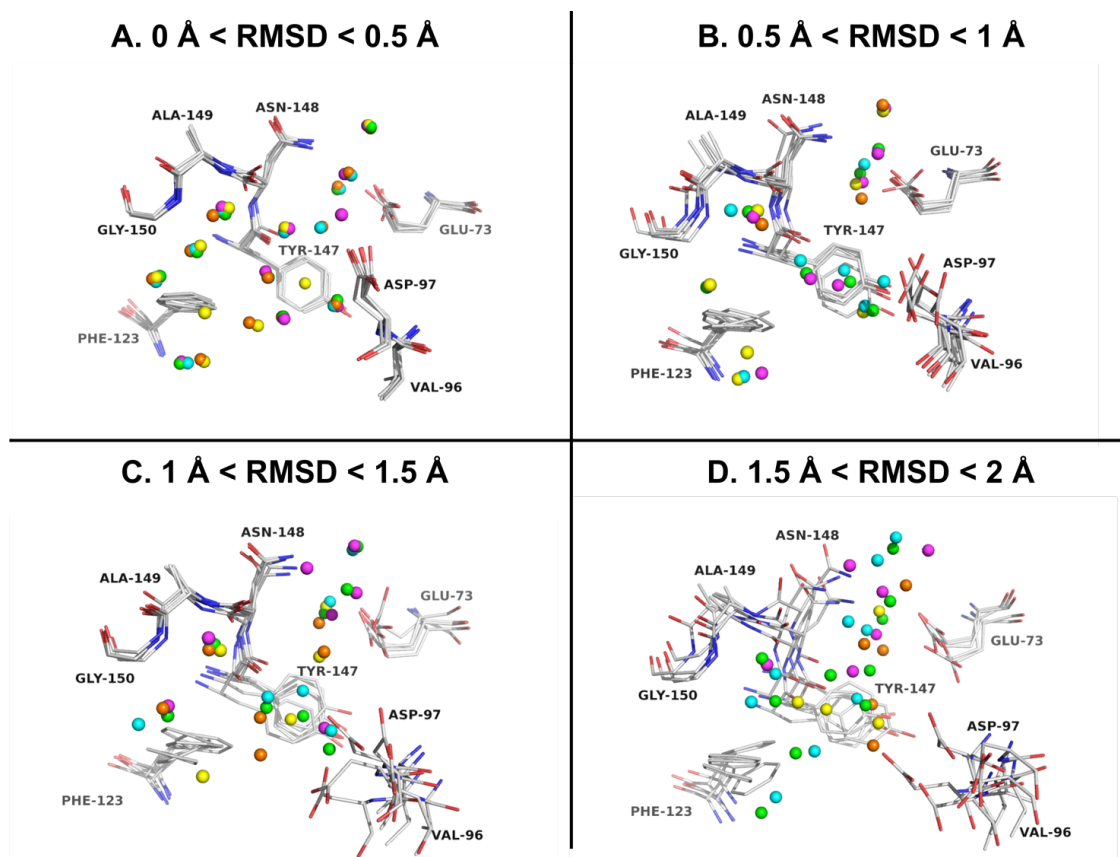 A. 0 Å < RMSD < 0.5 Å
ASN-148
ALA-149
GLU-73
GLY-150
TYR-147
ASP-97
PHE-123
VAL-96
B. 0.5 Å < RMSD < 1 Å
ASN-148
ALA-149
GLU-73
TYR-147
GLY-150
ASP-97
PHE-123
VAL-96
C. 1 Å < RMSD < 1.5 Å
ASN-148
ALA-149
GLU-73
GLY-150
TYR-147
ASP-97
PHE-123
VAL-96
D. 1.5 Å < RMSD < 2 Å
ASN-148
ALA-149
GLU-73
GLY-150
TYR-147
ASP-97
PHE-123
VAL-96